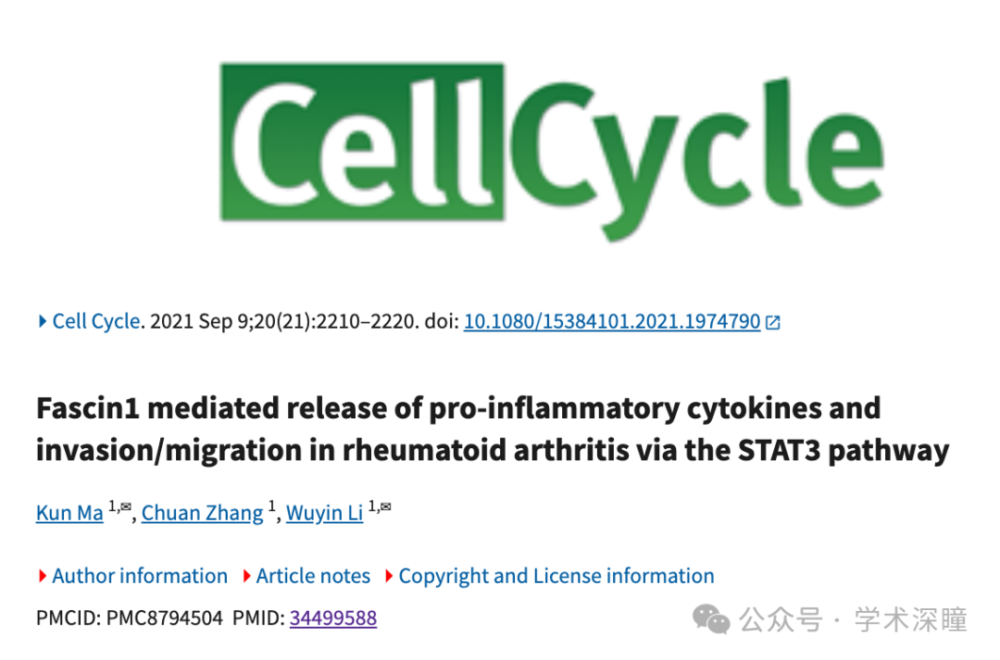 CellCycle
Cell Cycle. 2021 Sep 9;20(21):2210–2220. doi: 10.1080/15384101.2021.1974790
Fascin1 mediated release of pro-inflammatory cytokines and
invasion/migration in rheumatoid arthritis via the STAT3 pathway
Kun Ma 1,✉, Chuan Zhang 1, Wuyin Li 1,✉
Author information Article notes Copyright and License information
PMCID: PMC8794504 PMID: 34499588
公众号 · 学术深瞳